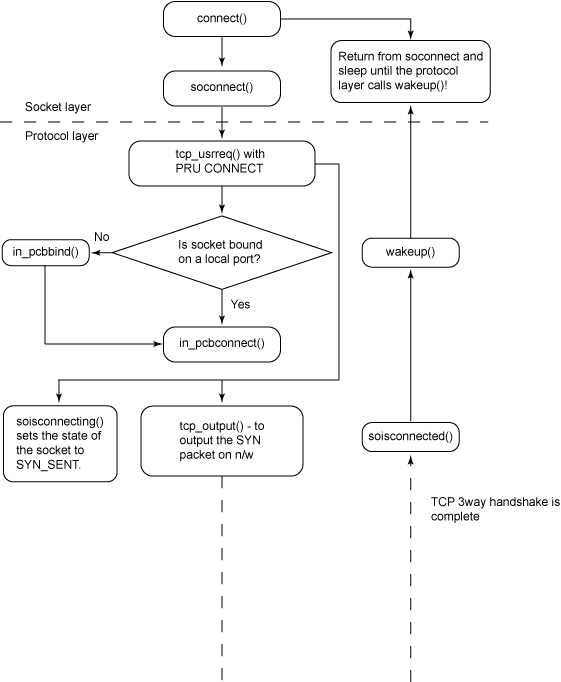 connect()
Return from soconnect and
sleep until the protocol
layer calls wakeup()!
soconnect()
Socket layer
Protocol layer
tcp_usrreq() with
PRU CONNECT
Is socket bound
on a local port?
No
in_pcbbind()
wakeup()
Yes
in_pcbconnect()
soisconnecting()
sets the state of
the socket to
SYN_SENT.
tcp_output() - to
output the SYN
packet on n/w
soisconnected()
TCP 3way handshake is
complete